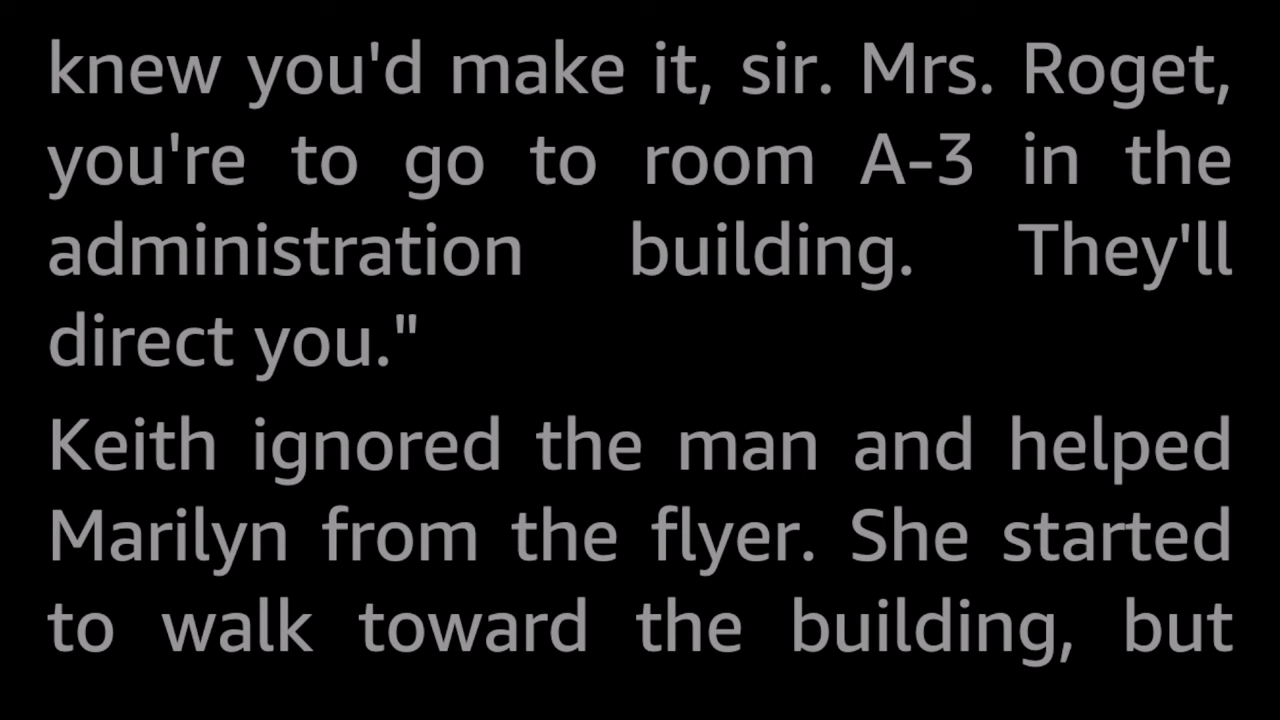 knew you'd make it, sir. Mrs. Roget,
you're to go to room A-3 in the
administration building. They'll
direct you."
Keith ignored the man and helped
Marilyn from the flyer. She started
to walk toward the building, but